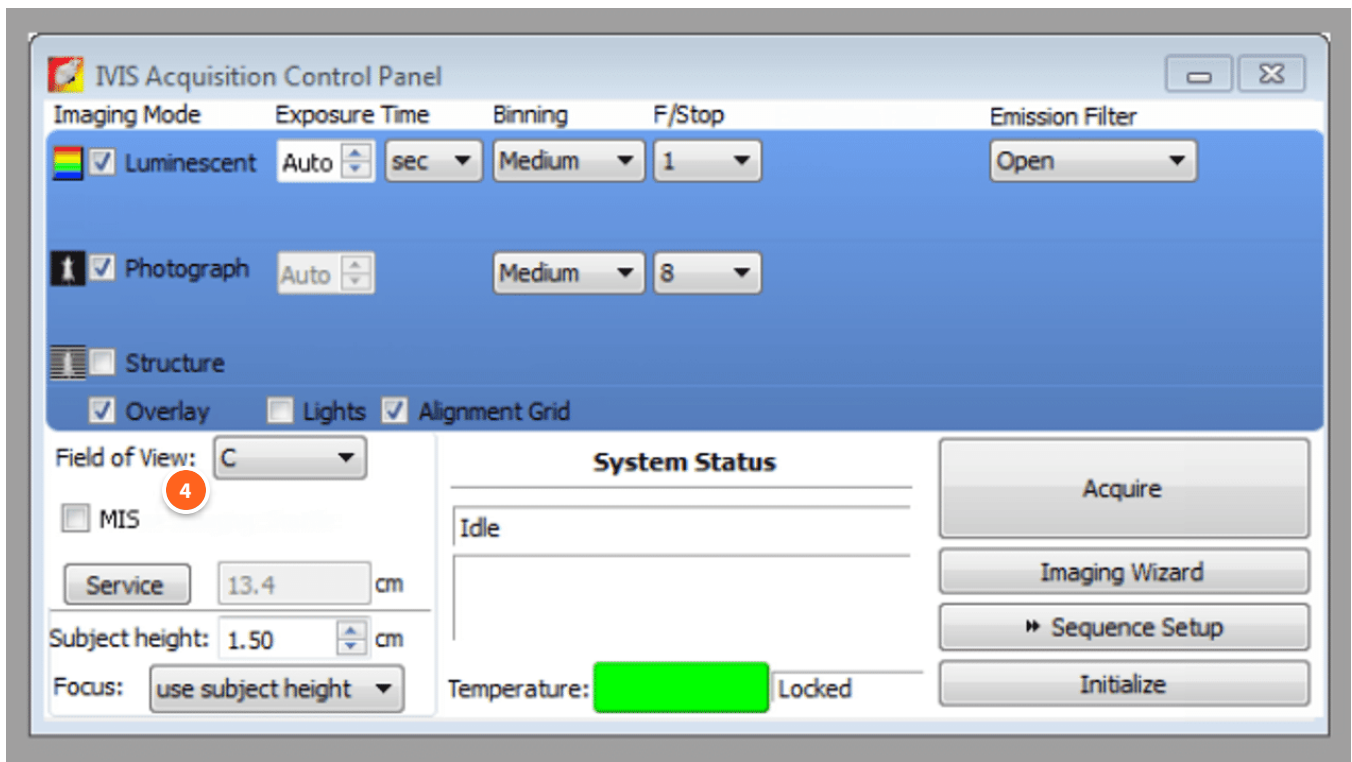 IVIS Acquisition Control Panel
Imaging Mode Exposure Time Binning F/Stop Emission Filter
Luminescent Auto sec Medium 1 Open
Photograph Auto Medium 8
Structure
Overlay Lights Alignment Grid
Field of View: C
4
MIS
Service 13.4 cm
Subject height: 1.50 cm
Focus: use subject height
System Status
Idle
Temperature: Locked
Acquire
Imaging Wizard
Sequence Setup
Initialize